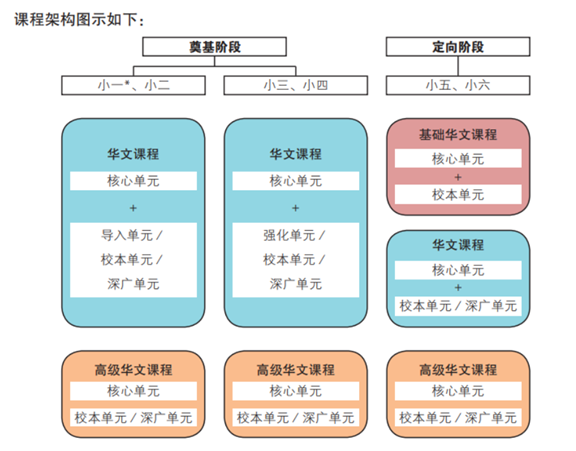 课程架构图示如下：
奠基阶段
定向阶段
小一*、小二
小三、小四
小五、小六
华文课程
核心单元
+
导入单元 /
校本单元 /
深广单元
华文课程
核心单元
+
强化单元 /
校本单元 /
深广单元
基础华文课程
核心单元
+
校本单元
华文课程
核心单元
+
校本单元 / 深广单元
高级华文课程
核心单元
校本单元 / 深广单元
高级华文课程
核心单元
校本单元 / 深广单元
高级华文课程
核心单元
校本单元 / 深广单元